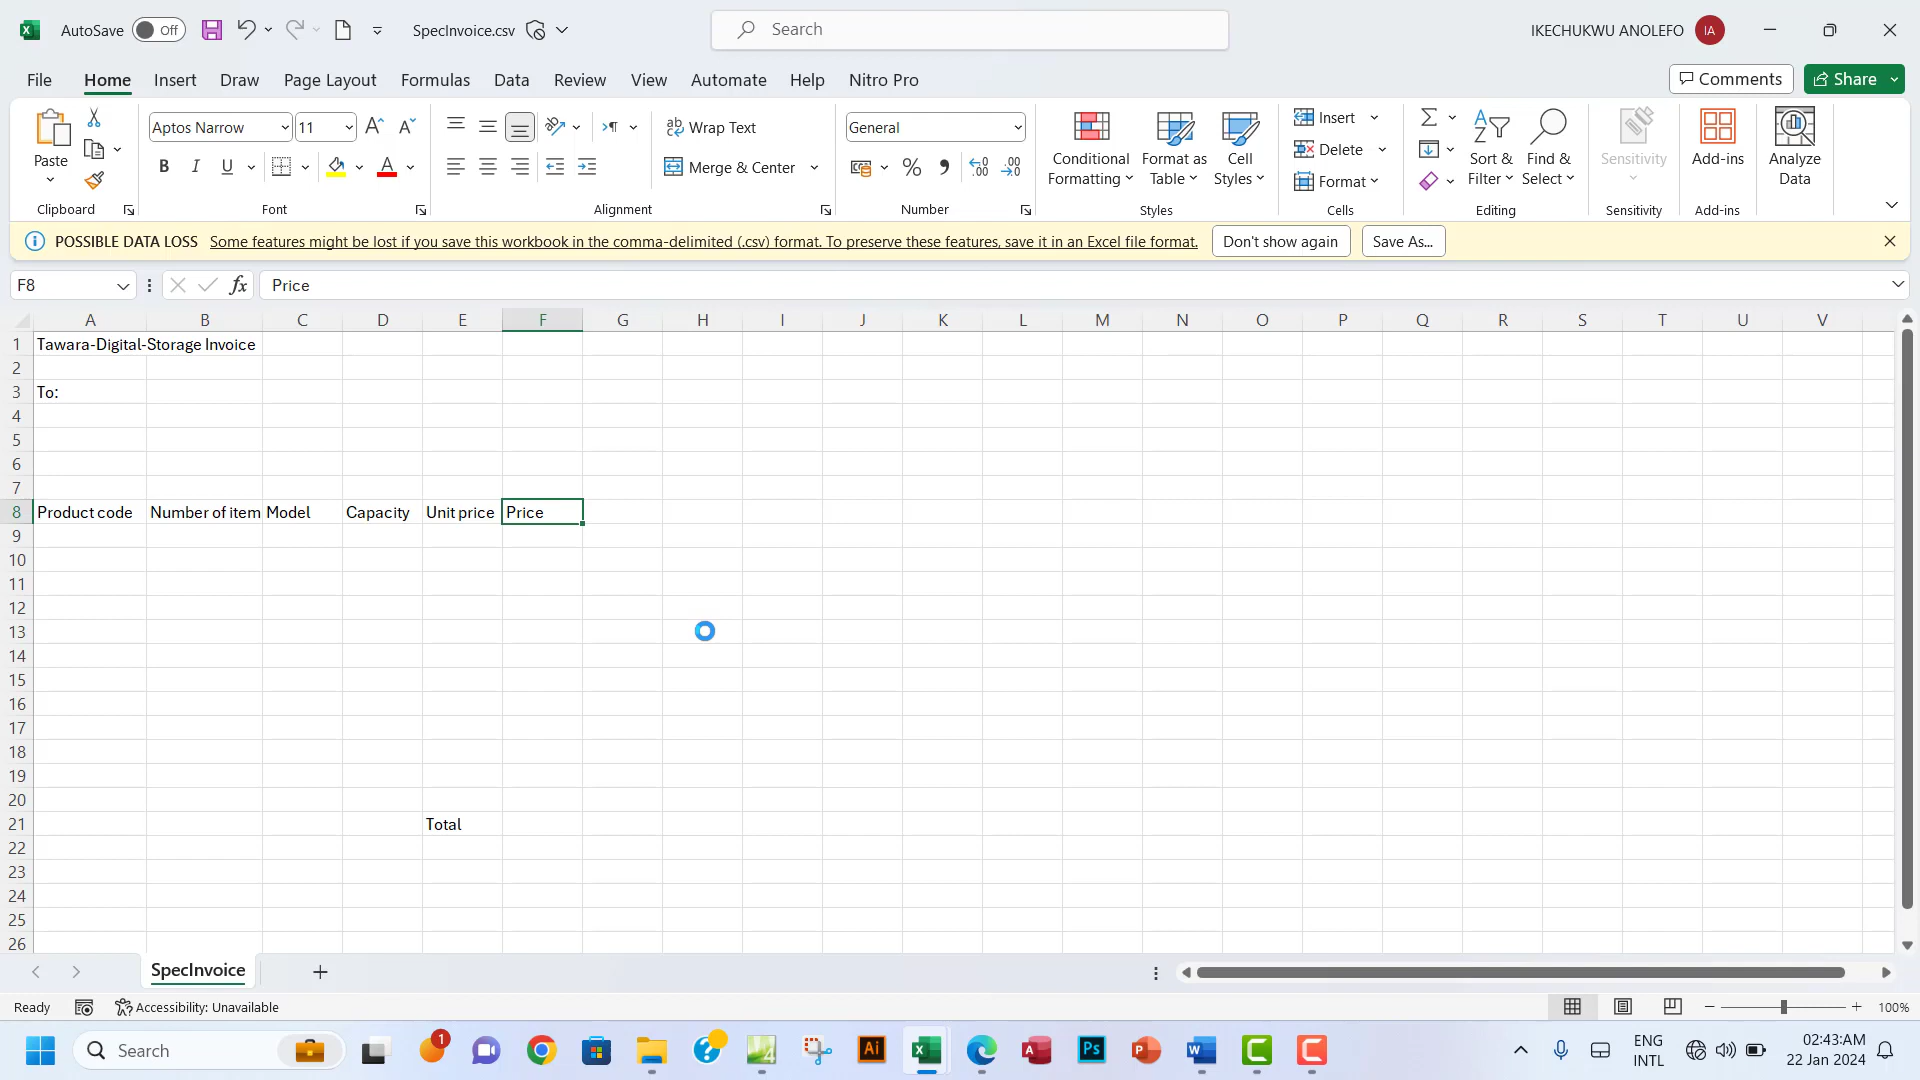 AutoSave Off SpecInvoice.csv Search IKECHUKWU ANOLEFO IA
File Home Insert Draw Page Layout Formulas Data Review View Automate Help Nitro Pro Comments Share
Paste Aptos Narrow 11 Wrap Text General Insert
B I U Merge & Center Conditional Formatting Format as Table Cell Styles Delete Sort & Filter Find & Select Sensitivity Add-ins Analyze Data
Format
Clipboard Font Alignment Number Styles Cells Editing Sensitivity Add-ins
POSSIBLE DATA LOSS Some features might be lost if you save this workbook in the comma-delimited (.csv) format. To preserve these features, save it in an Excel file format. Don't show again Save As...
F8 fx Price
A B C D E F G H I J K L M N O P Q R S T U V
1 Tawara-Digital-Storage Invoice
2
3 To:
4
5
6
7
8 Product code Number of item Model Capacity Unit price Price
9
10
11
12
13
14
15
16
17
18
19
20
21 Total
22
23
24
25
26
SpecInvoice
Ready Accessibility: Unavailable 100%
Search 1 4 ? Ai Ps ENG INTL 02:43:AM 22 Jan 2024